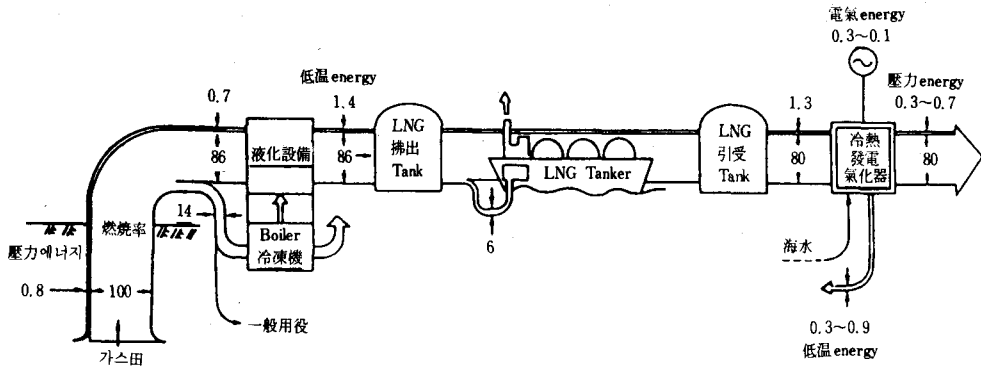 電氣energy
0.3~0.1
低温energy
壓力energy
0.3~0.7
0.7
1.4
1.3
86
液化設備
86
LNG
拂出
Tank
LNG Tanker
LNG
引受
Tank
80
冷熱
發電
氣化器
80
14
燃燒率
Boiler
冷凍機
6
海水
壓力에너지
0.8
100
一般用役
가스田
0.3~0.9
低温energy